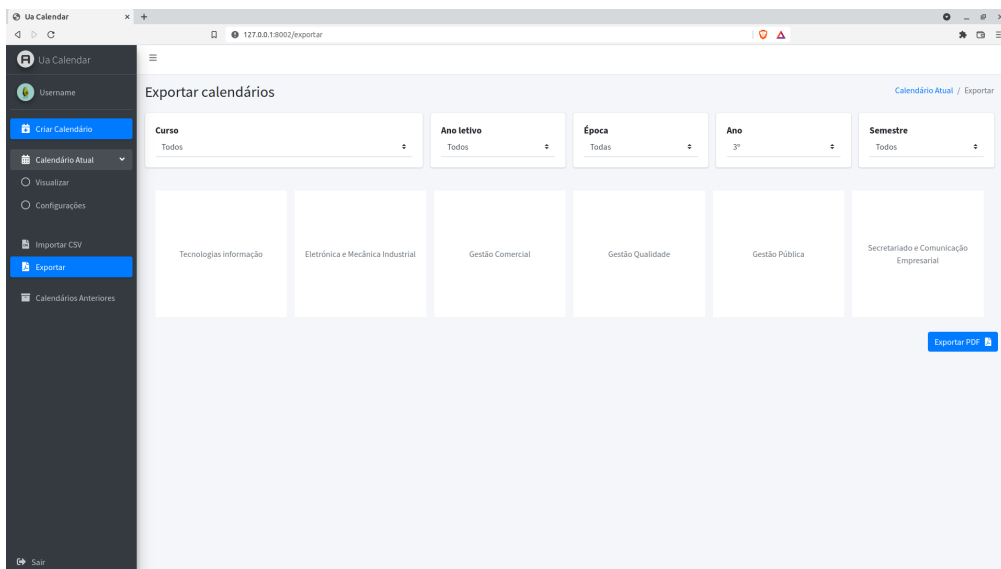 Ua Calendar
127.0.0.1:8002/exportar
Ua Calendar
Username
Criar Calendário
Calendário Atual
Visualizar
Configurações
Importar CSV
Exportar
Calendários Anteriores
Sair
Exportar calendários
Calendário Atual / Exportar
Curso
Todos
Ano letivo
Todos
Época
Todas
Ano
3º
Semestre
Todos
Tecnologias informação
Eletrónica e Mecânica Industrial
Gestão Comercial
Gestão Qualidade
Gestão Pública
Secretariado e Comunicação
Empresarial
Exportar PDF